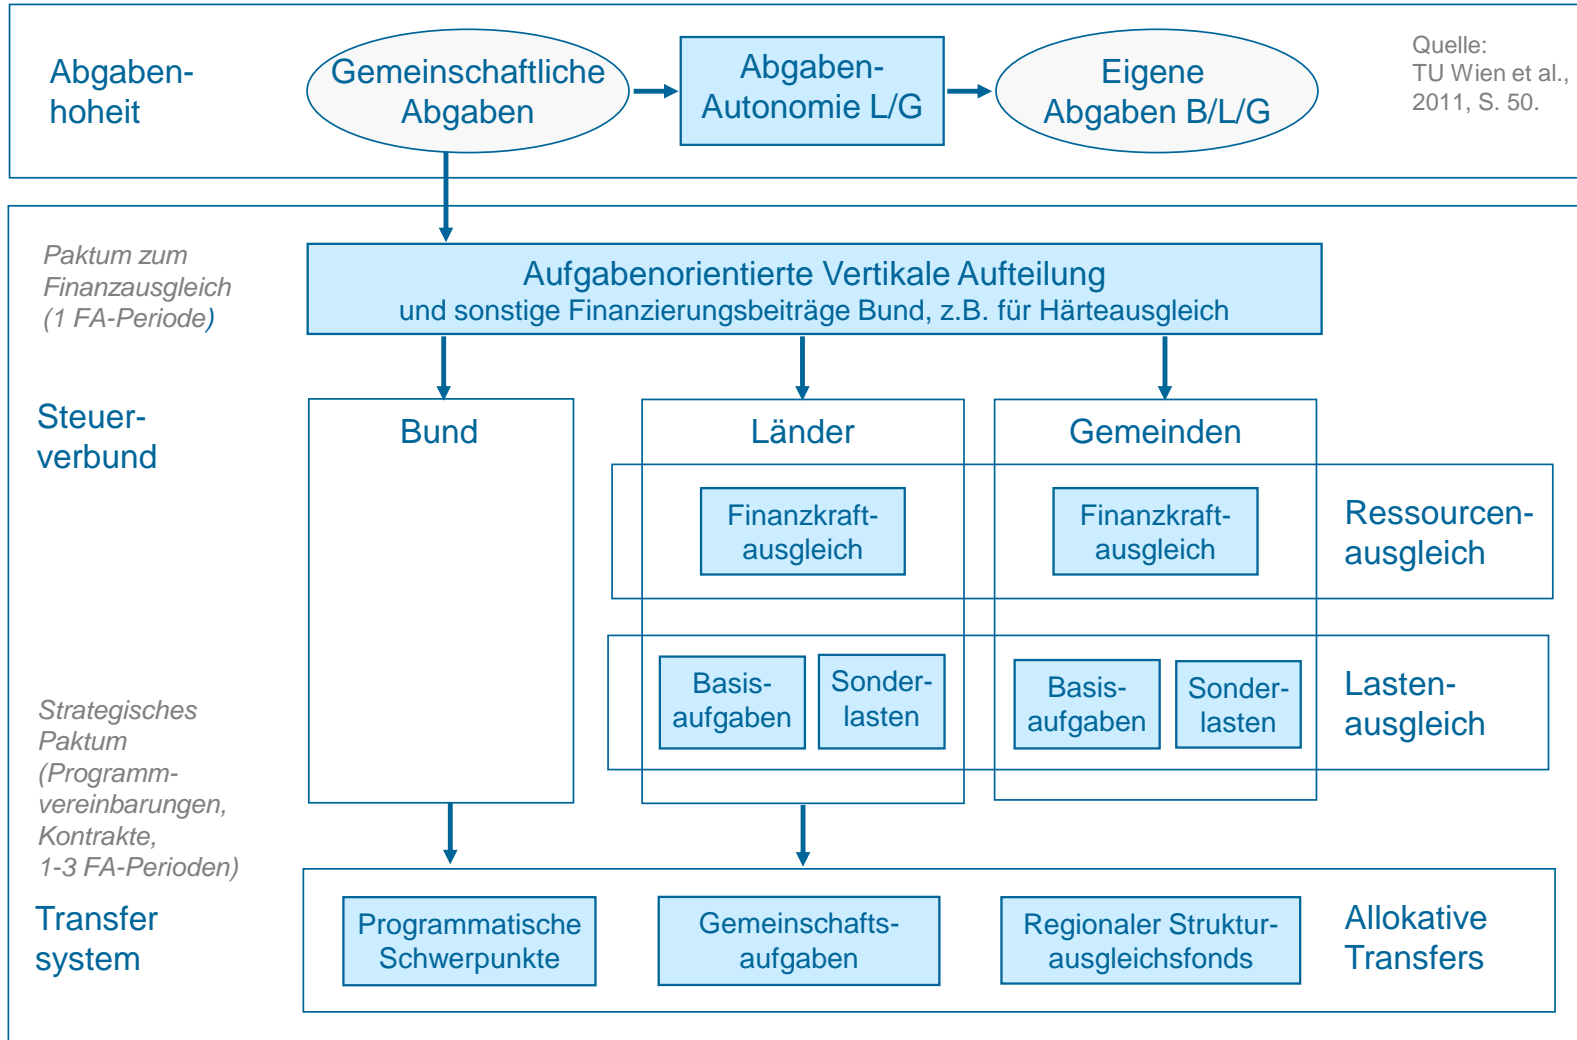 Abgaben-
hoheit
Gemeinschaftliche
Abgaben
Abgaben-
Autonomie L/G
Eigene
Abgaben B/L/G
Quelle:
TU Wien et al.,
2011, S. 50.
Paktum zum
Finanzausgleich
(1 FA-Periode)
Aufgabenorientierte Vertikale Aufteilung
und sonstige Finanzierungsbeiträge Bund, z.B. für Härteausgleich
Steuer-
verbund
Bund
Länder
Gemeinden
Finanzkraft-
ausgleich
Finanzkraft-
ausgleich
Ressourcen-
ausgleich
Basis-
aufgaben
Sonder-
lasten
Basis-
aufgaben
Sonder-
lasten
Lasten-
ausgleich
Strategisches
Paktum
(Programm-
vereinbarungen,
Kontrakte,
1-3 FA-Perioden)
Transfer
system
Programmatische
Schwerpunkte
Gemeinschafts-
aufgaben
Regionaler Struktur-
ausgleichsfonds
Allokative
Transfers